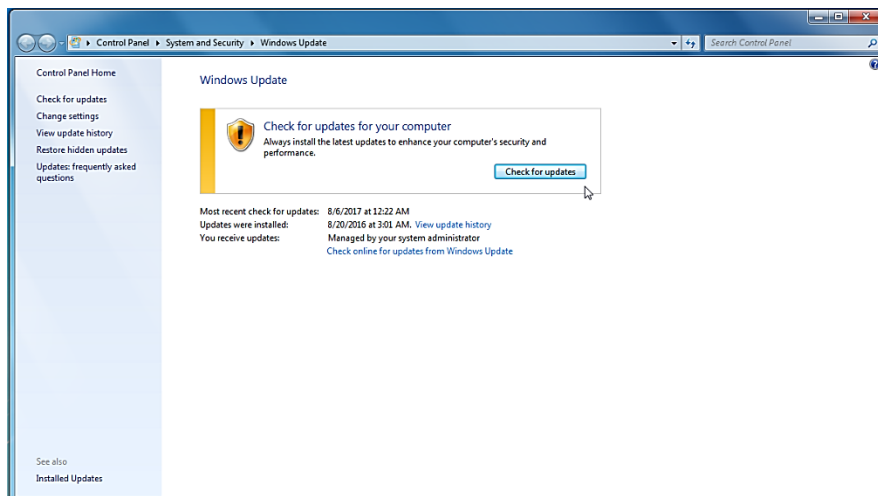 Control Panel ▸ System and Security ▸ Windows Update
Search Control Panel
Control Panel Home
Check for updates
Change settings
View update history
Restore hidden updates
Updates: frequently asked
questions
See also
Installed Updates
Windows Update
Check for updates for your computer
Always install the latest updates to enhance your computer's security and
performance.
Check for updates
Most recent check for updates: 8/6/2017 at 12:22 AM
Updates were installed: 8/20/2016 at 3:01 AM. View update history
You receive updates: Managed by your system administrator
Check online for updates from Windows Update